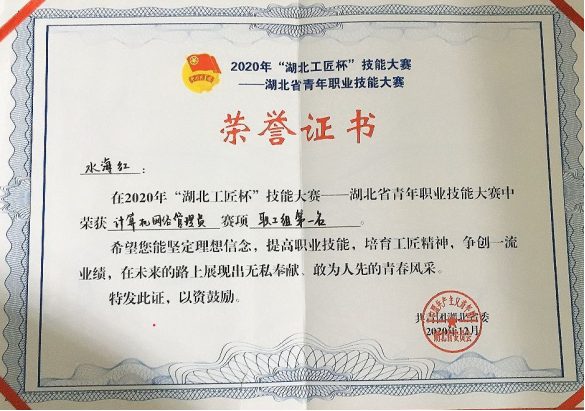 2020年“湖北工匠杯”技能大赛
——湖北省青年职业技能大赛
荣誉证书
水海红：
在2020年“湖北工匠杯”技能大赛——湖北省青年职业技能大赛中
荣获 计算机网络管理员 赛项 职工组第一名 。
希望您能坚定理想信念，提高职业技能，培育工匠精神，争创一流
业绩，在未来的路上展现出无私奉献、敢为人先的青春风采。
特发此证，以资鼓励。
共青团湖北省委
2020年12月